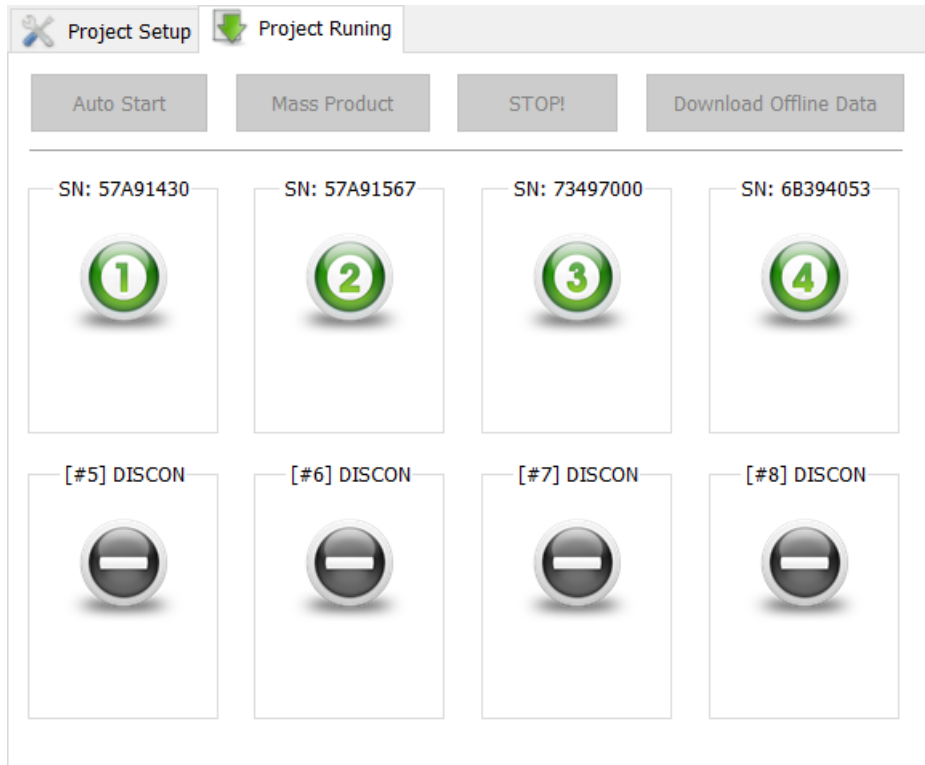 Project Setup
Project Runing
Auto Start
Mass Product
STOP!
Download Offline Data
SN: 57A91430
SN: 57A91567
SN: 73497000
SN: 6B394053
1
2
3
4
[#5] DISCON
[#6] DISCON
[#7] DISCON
[#8] DISCON